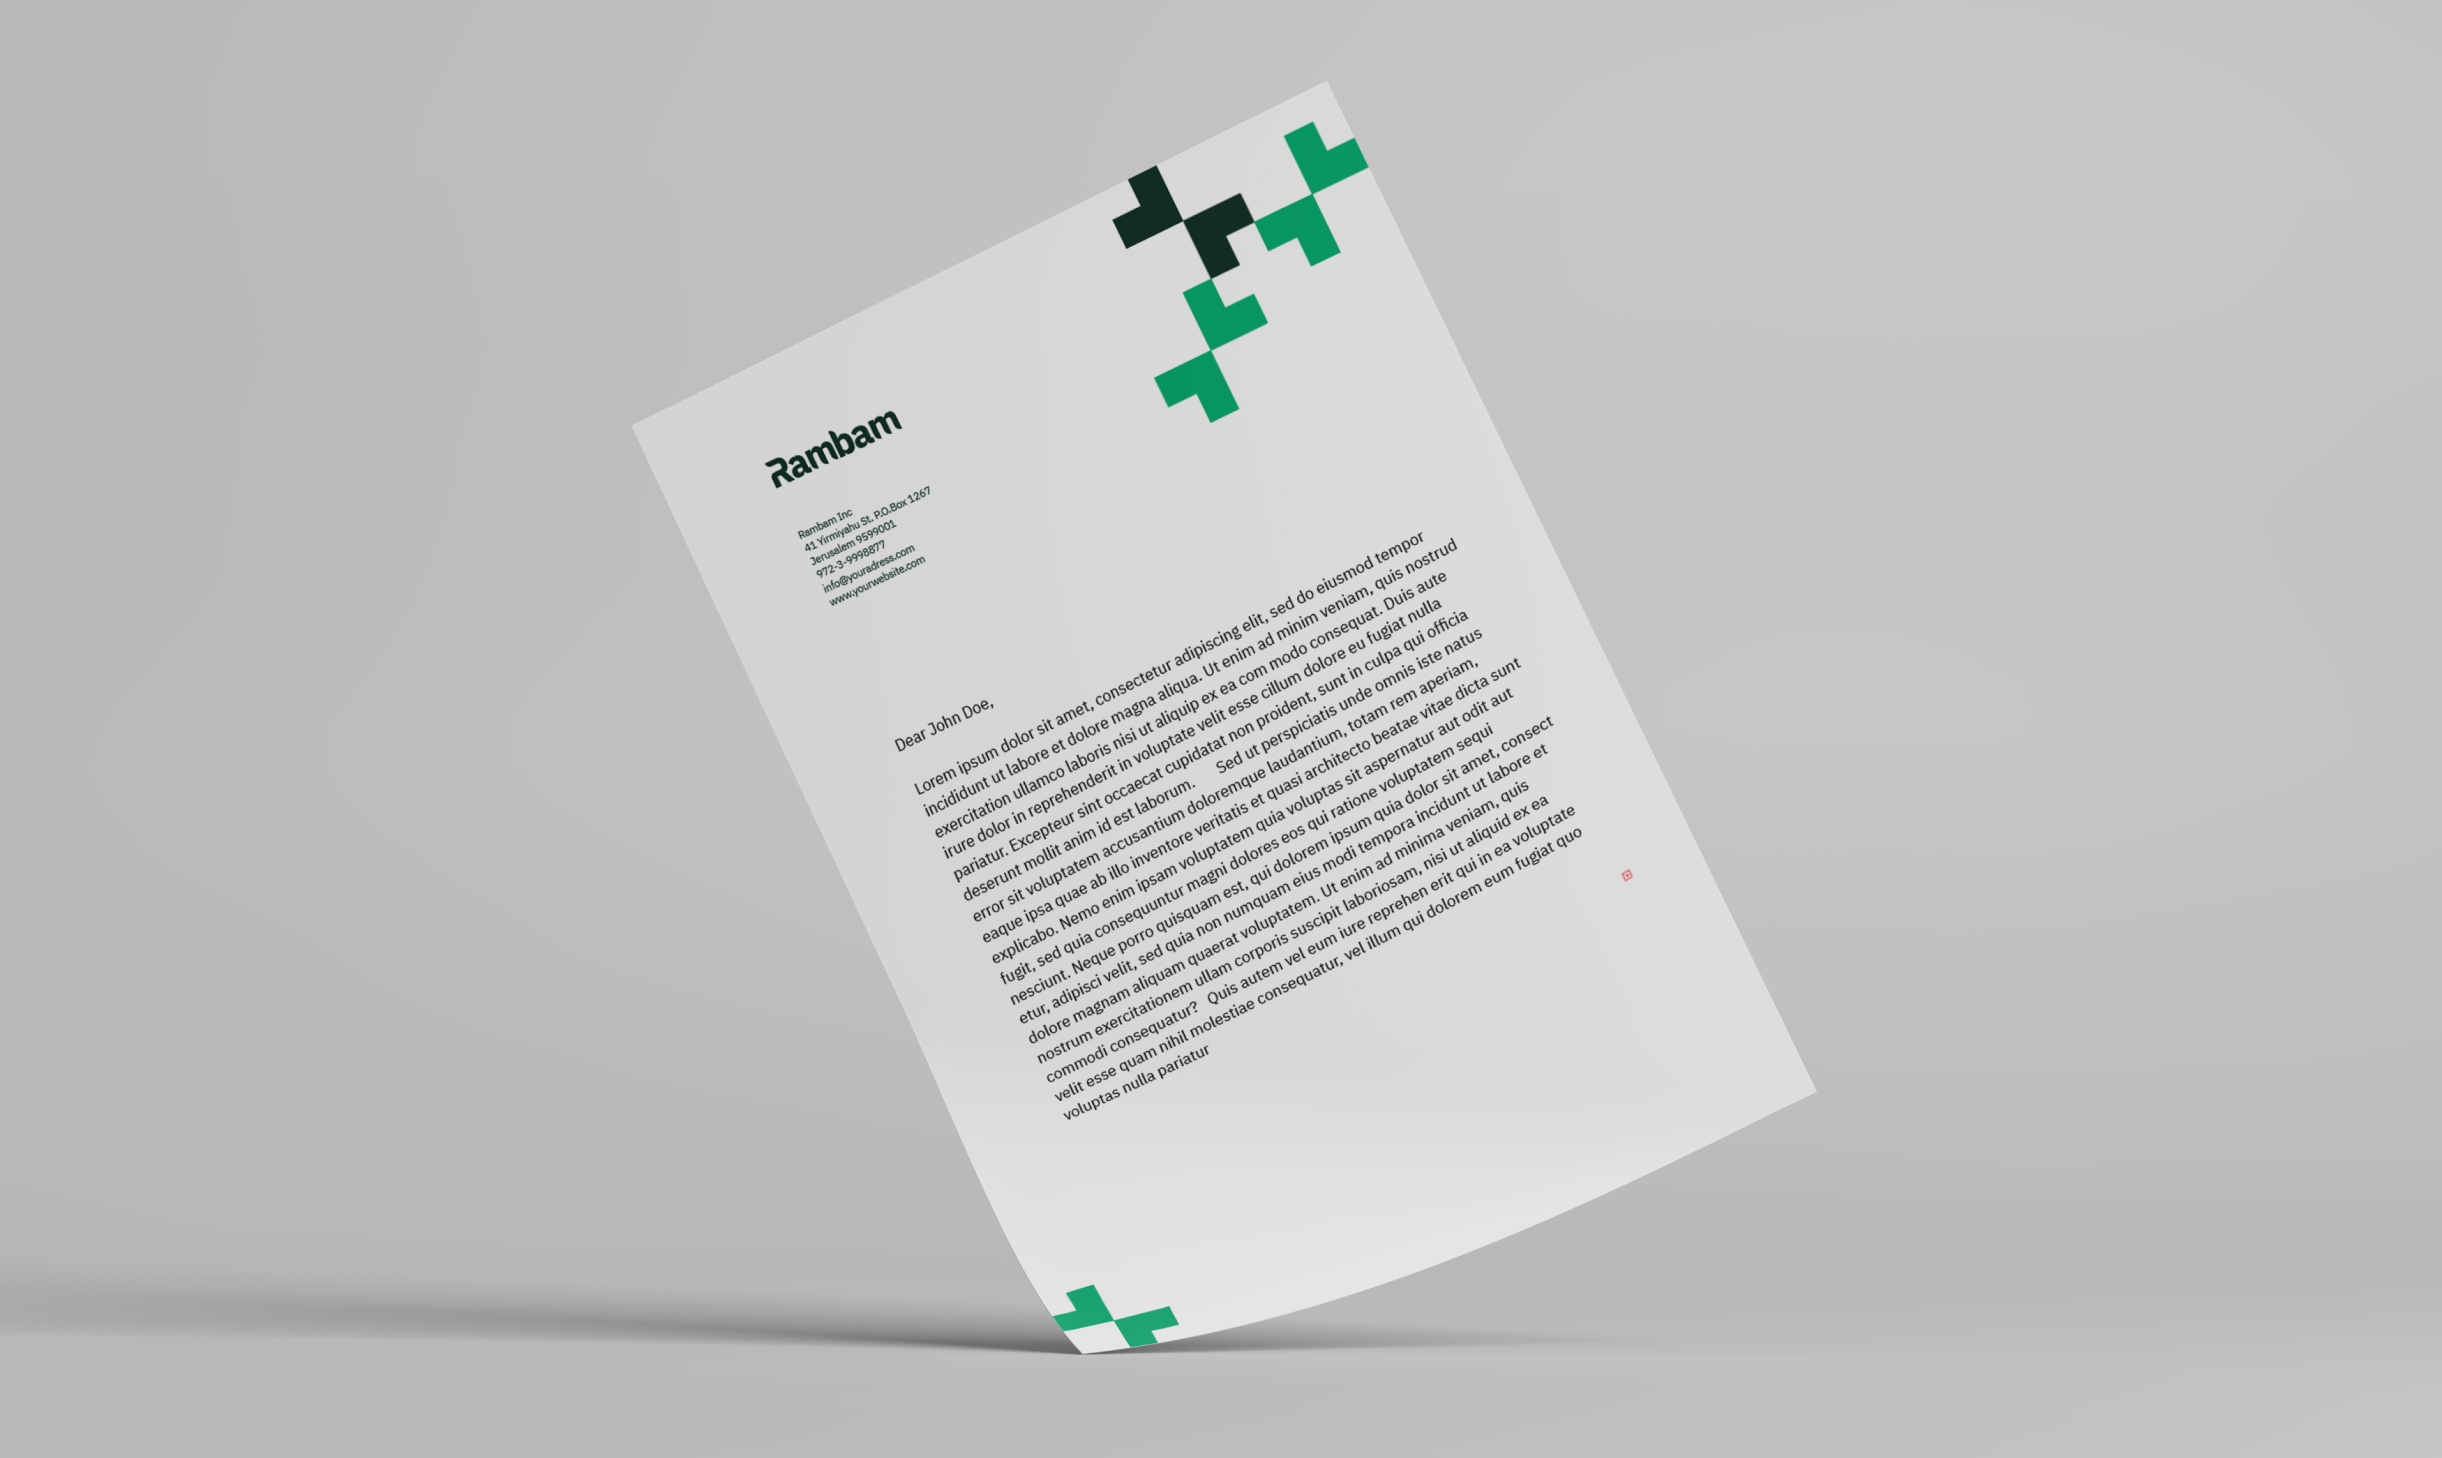 Rambam
Rambam Inc
41 Yirmiyahu St. P.O.Box 1267
Jerusalem 9599001
972-3-9998877
info@youradress.com
www.yourwebsite.com
Dear John Doe,
Lorem ipsum dolor sit amet, consectetur adipiscing elit, sed do eiusmod tempor
incididunt ut labore et dolore magna aliqua. Ut enim ad minim veniam, quis nostrud
exercitation ullamco laboris nisi ut aliquip ex ea com modo consequat. Duis aute
irure dolor in reprehenderit in voluptate velit esse cillum dolore eu fugiat nulla
pariatur. Excepteur sint occaecat cupidatat non proident, sunt in culpa qui officia
deserunt mollit anim id est laborum. Sed ut perspiciatis unde omnis iste natus
error sit voluptatem accusantium doloremque laudantium, totam rem aperiam,
eaque ipsa quae ab illo inventore veritatis et quasi architecto beatae vitae dicta sunt
explicabo. Nemo enim ipsam voluptatem quia voluptas sit aspernatur aut odit aut
fugit, sed quia consequuntur magni dolores eos qui ratione voluptatem sequi
nesciunt. Neque porro quisquam est, qui dolorem ipsum quia dolor sit amet, consect
etur, adipisci velit, sed quia non numquam eius modi tempora incidunt ut labore et
dolore magnam aliquam quaerat voluptatem. Ut enim ad minima veniam, quis
nostrum exercitationem ullam corporis suscipit laboriosam, nisi ut aliquid ex ea
commodi consequatur? Quis autem vel eum iure reprehen erit qui in ea voluptate
velit esse quam nihil molestiae consequatur, vel illum qui dolorem eum fugiat quo
voluptas nulla pariatur